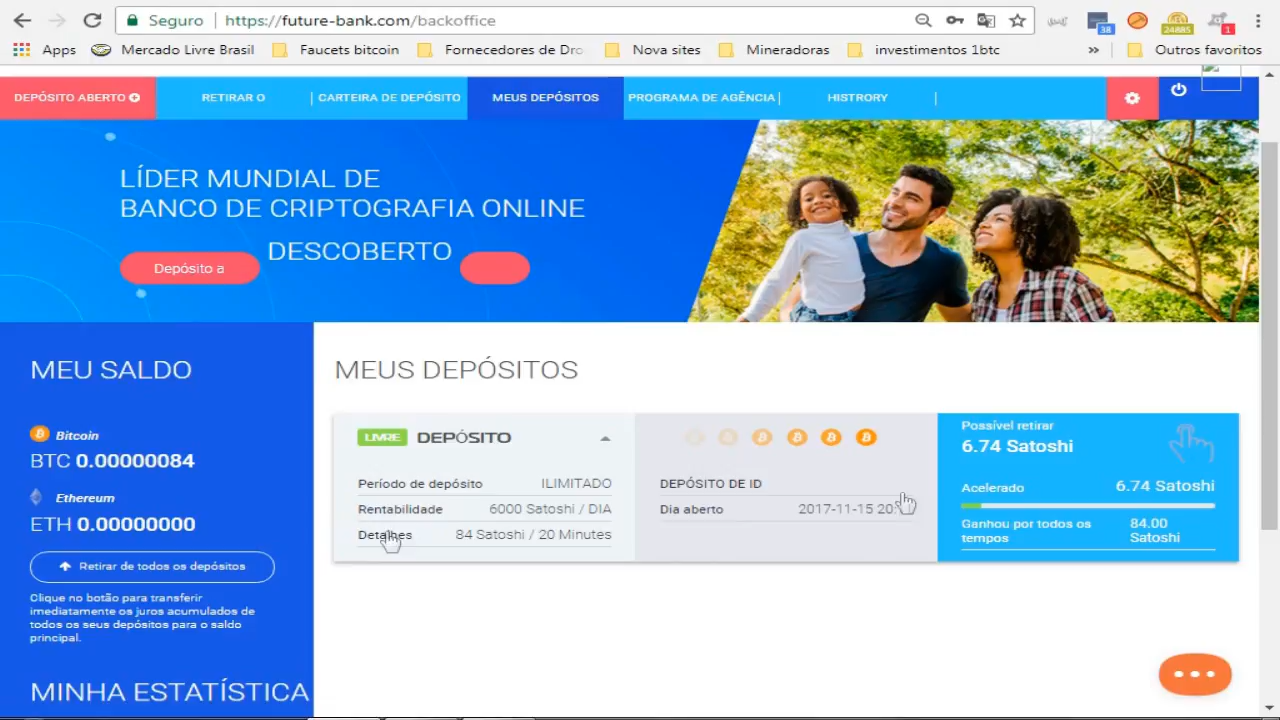 Seguro
https://future-bank.com/backoffice
38
24885
1
Apps
Mercado Livre Brasil
Faucets bitcoin
Fornecedores de Dro
Nova sites
Mineradoras
investimentos 1btc
»
Outros favoritos
DEPÓSITO ABERTO
RETIRAR O
| CARTEIRA DE DEPÓSITO
MEUS DEPÓSITOS
PROGRAMA DE AGÊNCIA |
HISTRORY
|
LÍDER MUNDIAL DE
BANCO DE CRIPTOGRAFIA ONLINE
Depósito a
DESCOBERTO
MEU SALDO
Bitcoin
BTC 0.00000084
Ethereum
ETH 0.00000000
Retirar de todos os depósitos
Clique no botão para transferir
imediatamente os juros acumulados de
todos os seus depósitos para o saldo
principal.
MINHA ESTATÍSTICA
MEUS DEPÓSITOS
LIVRE DEPÓSITO
Período de depósito ILIMITADO
Rentabilidade 6000 Satoshi / DIA
Detalhes 84 Satoshi / 20 Minutes
DEPÓSITO DE ID
Dia aberto 2017-11-15 20:
Possível retirar
6.74 Satoshi
Acelerado 6.74 Satoshi
Ganhou por todos os
tempos
84.00
Satoshi